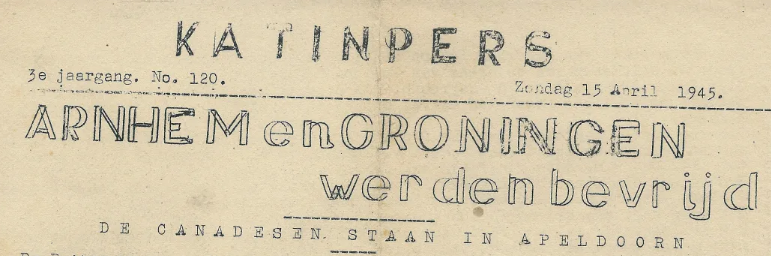 KATINPERS
3e jaargang. No. 120.
Zondag 15 April 1945.
ARNHEM en GRONINGEN
werden bevrijd
DE CANADESEN STAAN IN APELDOORN